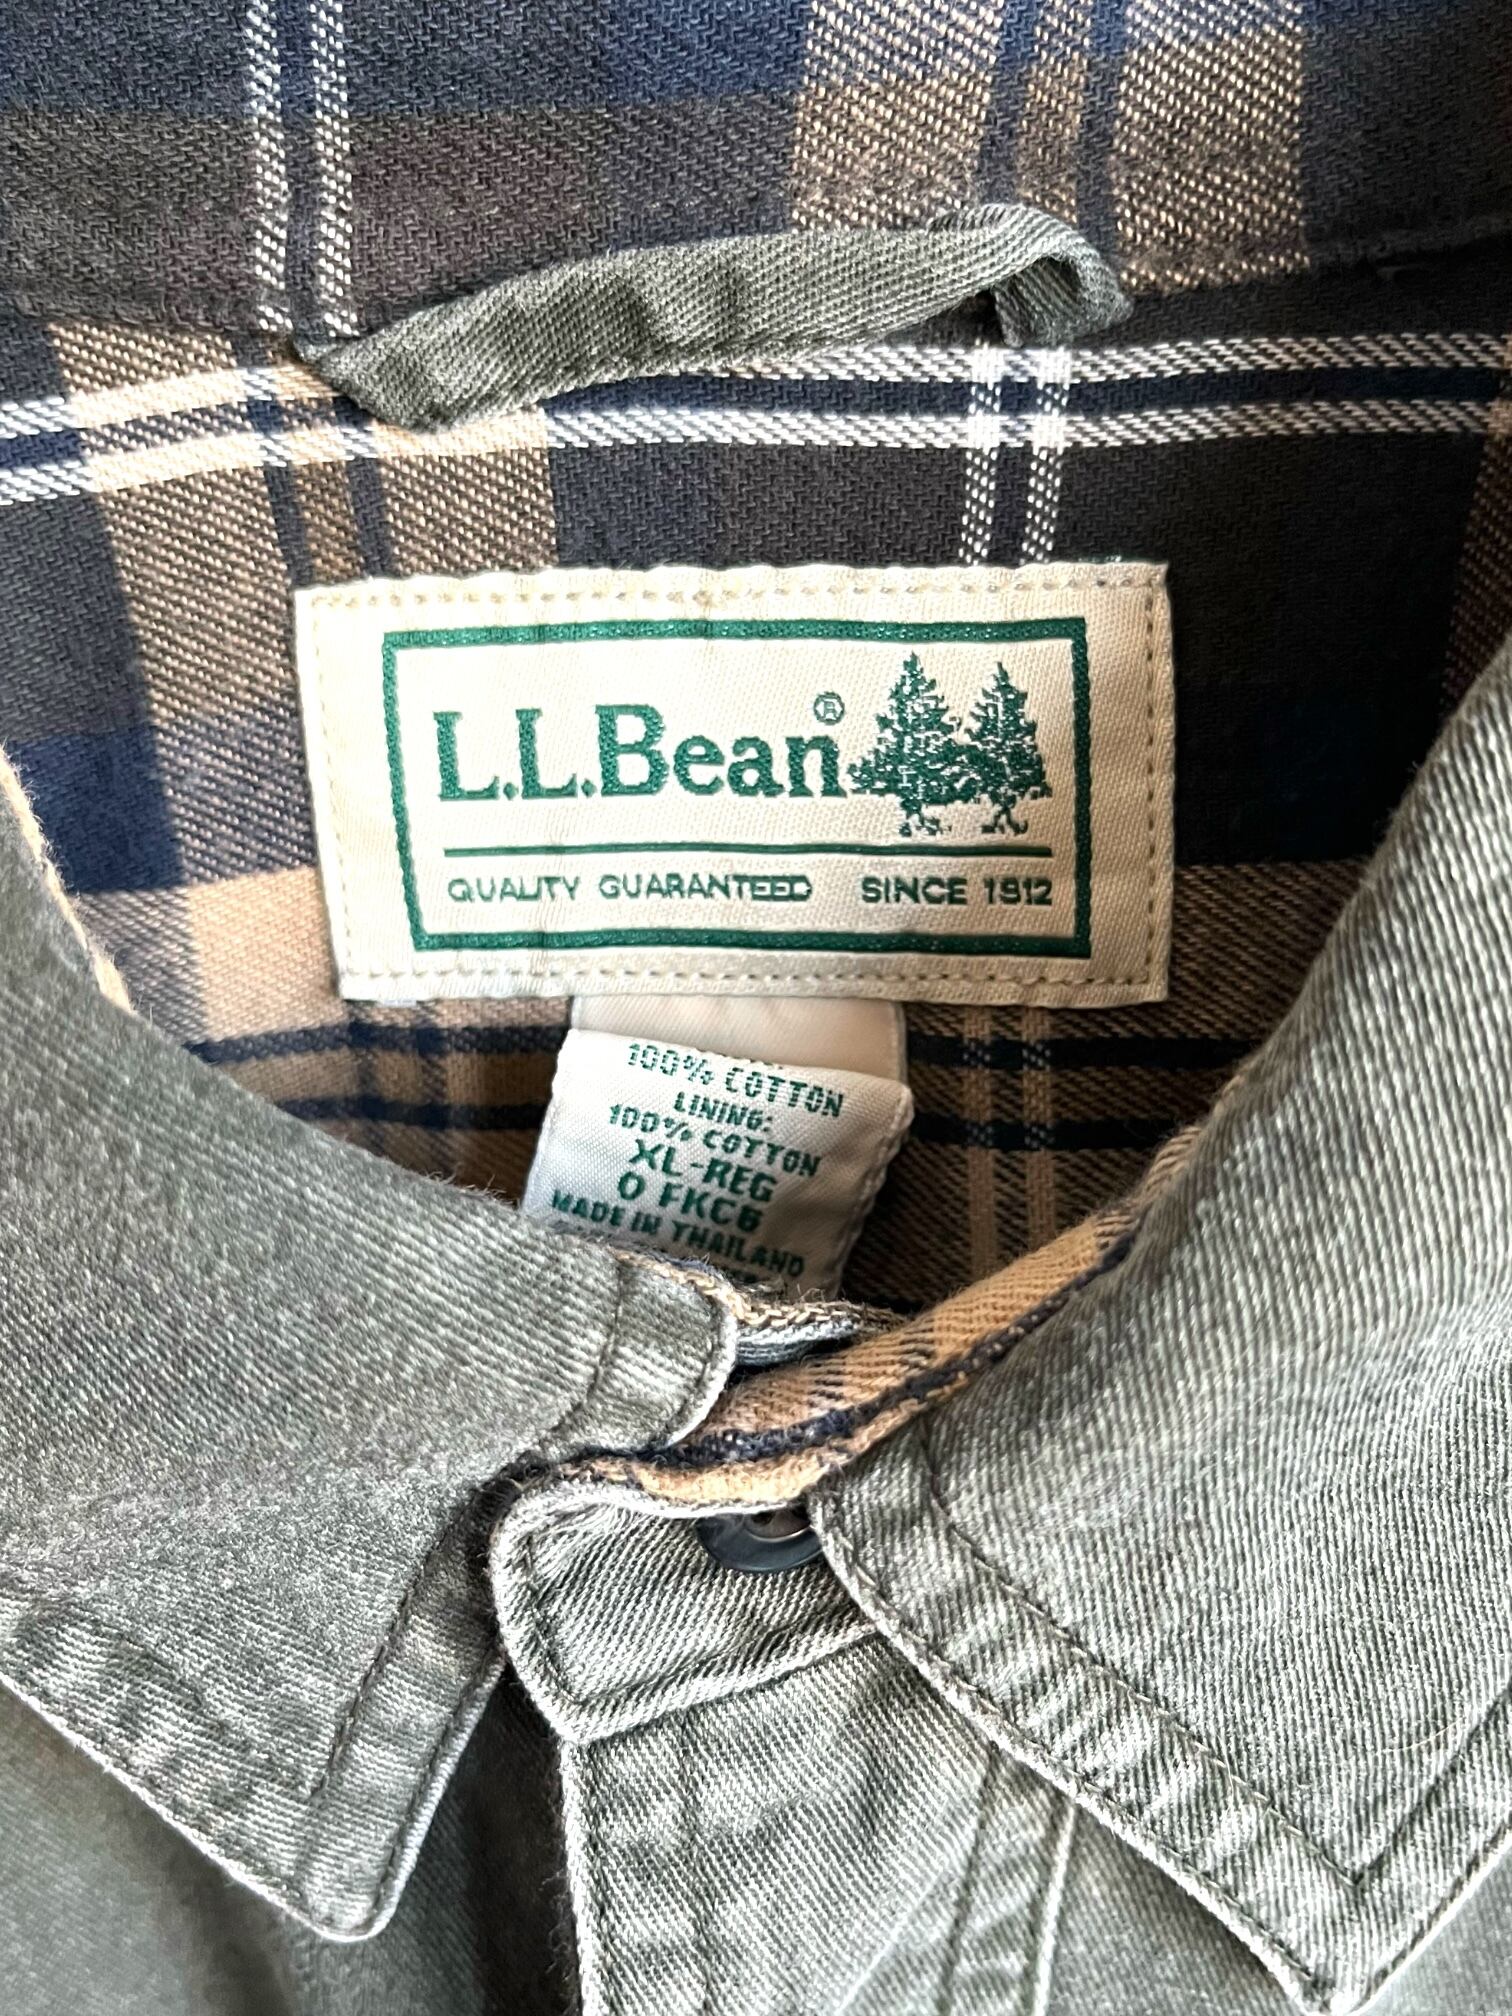 L.L.Bean®
QUALITY GUARANTEED SINCE 1912
100% COTTON
LINING:
100% COTTON
XL-REG
0 FKC6
MADE IN THAILAND